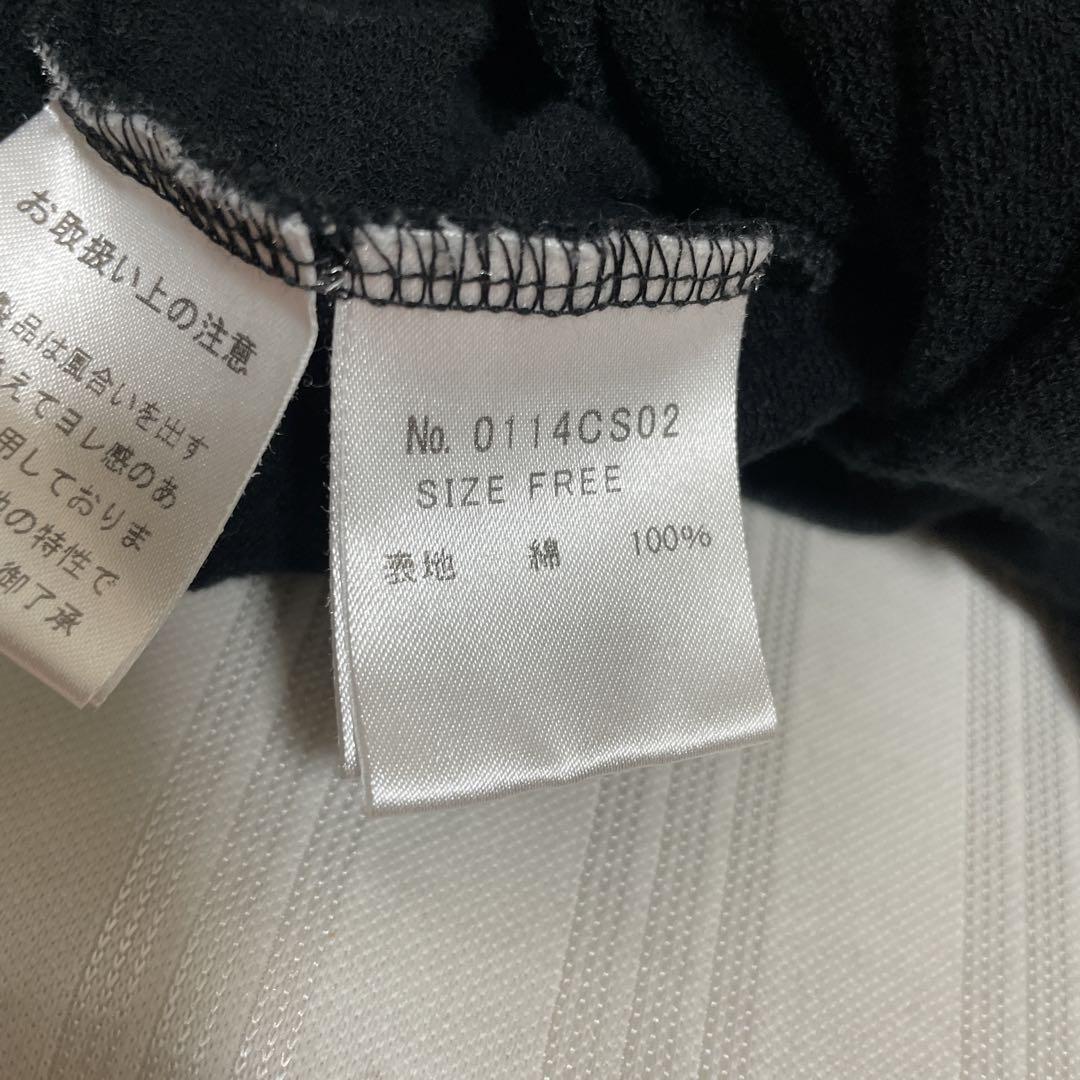 お取扱い上の注意
製品は風合いを出す
えてヨレ感のあ
用しておりま
の特性で
御了承
No. 0114CS02
SIZE FREE
表地 綿 100%